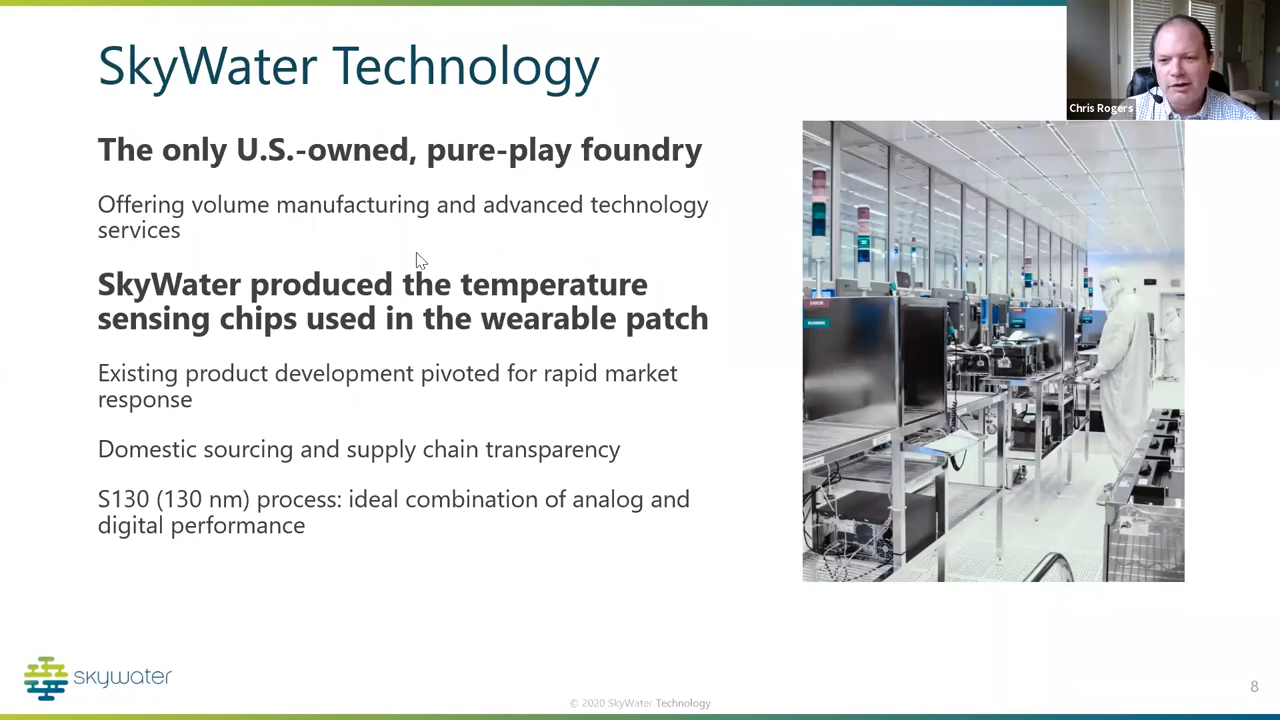 SkyWater Technology
Chris Rogers
The only U.S.-owned, pure-play foundry
Offering volume manufacturing and advanced technology
services
SkyWater produced the temperature
sensing chips used in the wearable patch
Existing product development pivoted for rapid market
response
Domestic sourcing and supply chain transparency
S130 (130 nm) process: ideal combination of analog and
digital performance
skywater
© 2020 SkyWater Technology
8